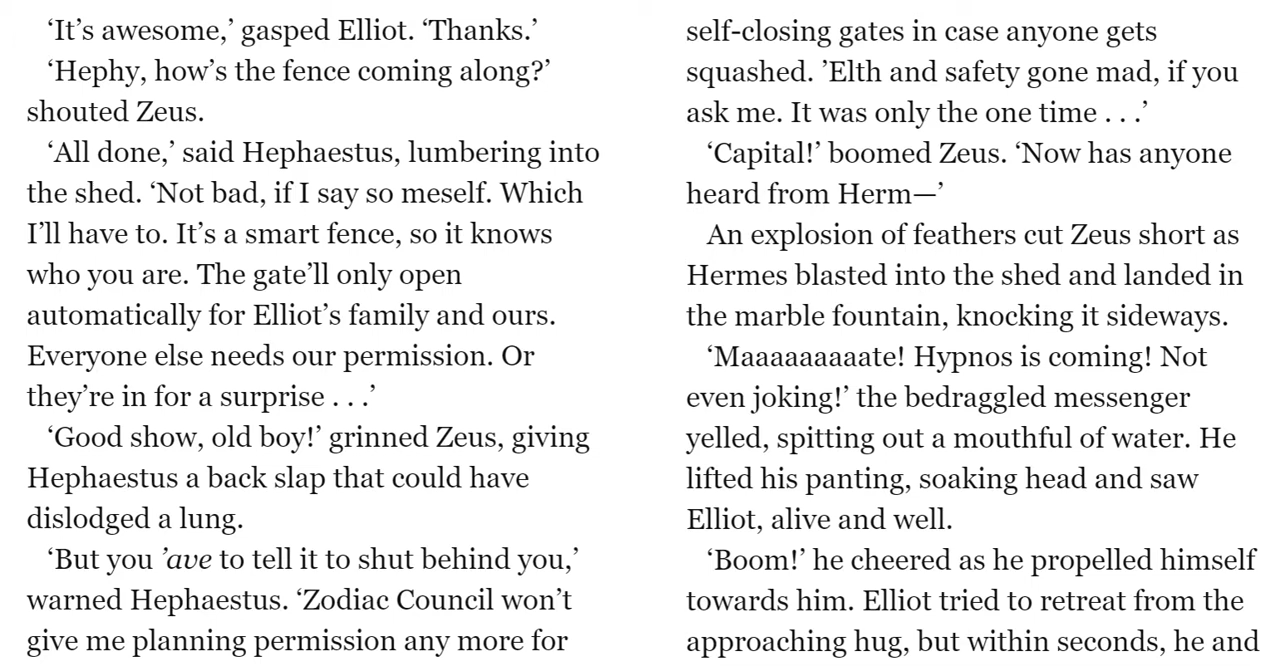 ‘It’s awesome,’ gasped Elliot. ‘Thanks.’
‘Hephy, how’s the fence coming along?’
shouted Zeus.
‘All done,’ said Hephaestus, lumbering into
the shed. ‘Not bad, if I say so meself. Which
I’ll have to. It’s a smart fence, so it knows
who you are. The gate’ll only open
automatically for Elliot’s family and ours.
Everyone else needs our permission. Or
they’re in for a surprise . . .’
‘Good show, old boy!’ grinned Zeus, giving
Hephaestus a back slap that could have
dislodged a lung.
‘But you ’ave to tell it to shut behind you,’
warned Hephaestus. ‘Zodiac Council won’t
give me planning permission any more for
self-closing gates in case anyone gets
squashed. ’Elth and safety gone mad, if you
ask me. It was only the one time . . .’
‘Capital!’ boomed Zeus. ‘Now has anyone
heard from Herm—’
An explosion of feathers cut Zeus short as
Hermes blasted into the shed and landed in
the marble fountain, knocking it sideways.
‘Maaaaaaaaate! Hypnos is coming! Not
even joking!’ the bedraggled messenger
yelled, spitting out a mouthful of water. He
lifted his panting, soaking head and saw
Elliot, alive and well.
‘Boom!’ he cheered as he propelled himself
towards him. Elliot tried to retreat from the
approaching hug, but within seconds, he and